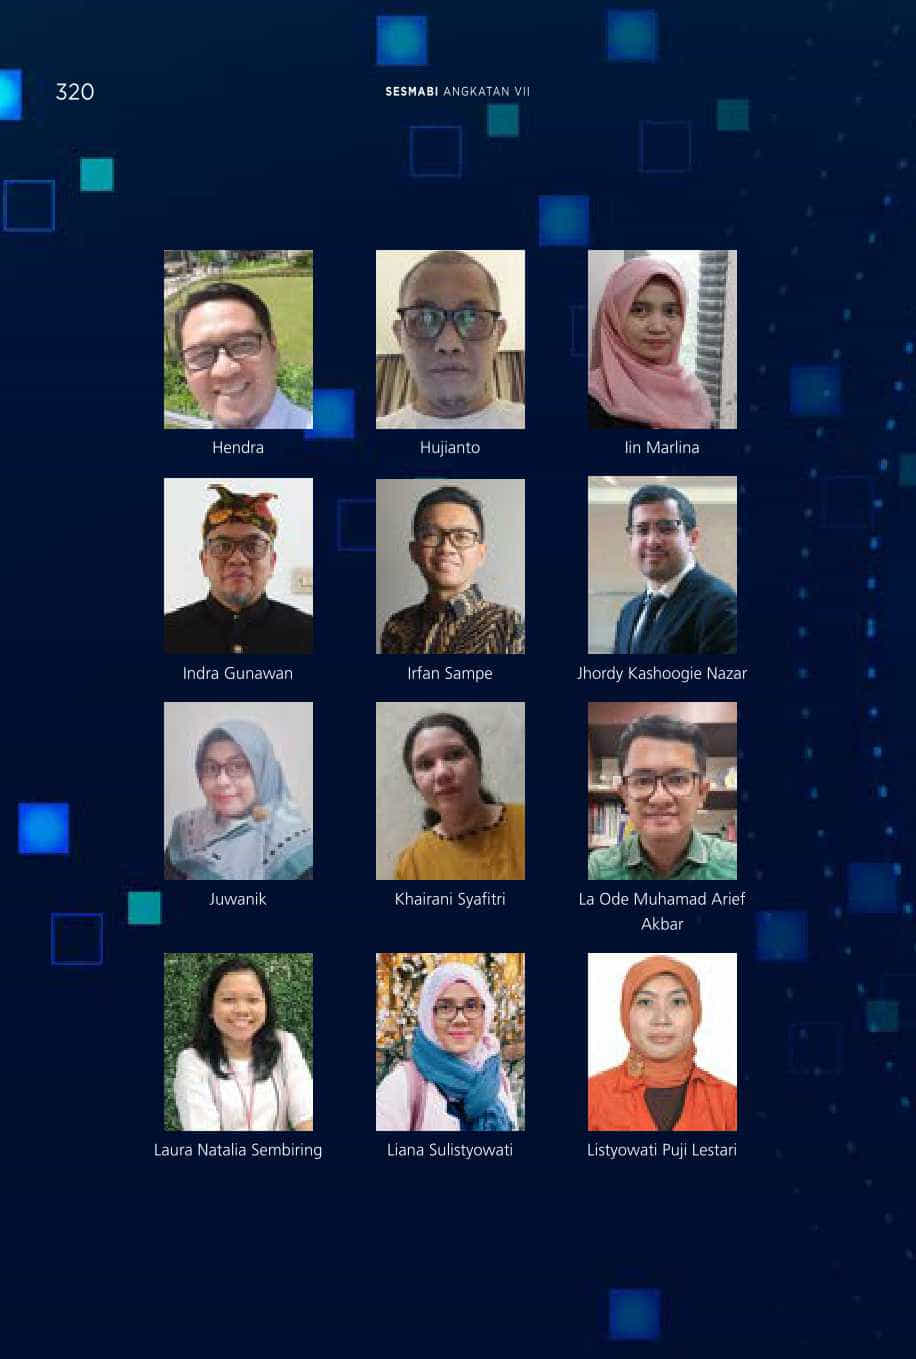 320
SESMABI ANGKATAN VII
Hendra
Hujianto
Iin Marlina
Indra Gunawan
Irfan Sampe
Jhordy Kashoogie Nazar
Juwanik
Khairani Syafitri
La Ode Muhamad Arief
Akbar
Laura Natalia Sembiring
Liana Sulistyowati
Listyowati Puji Lestari